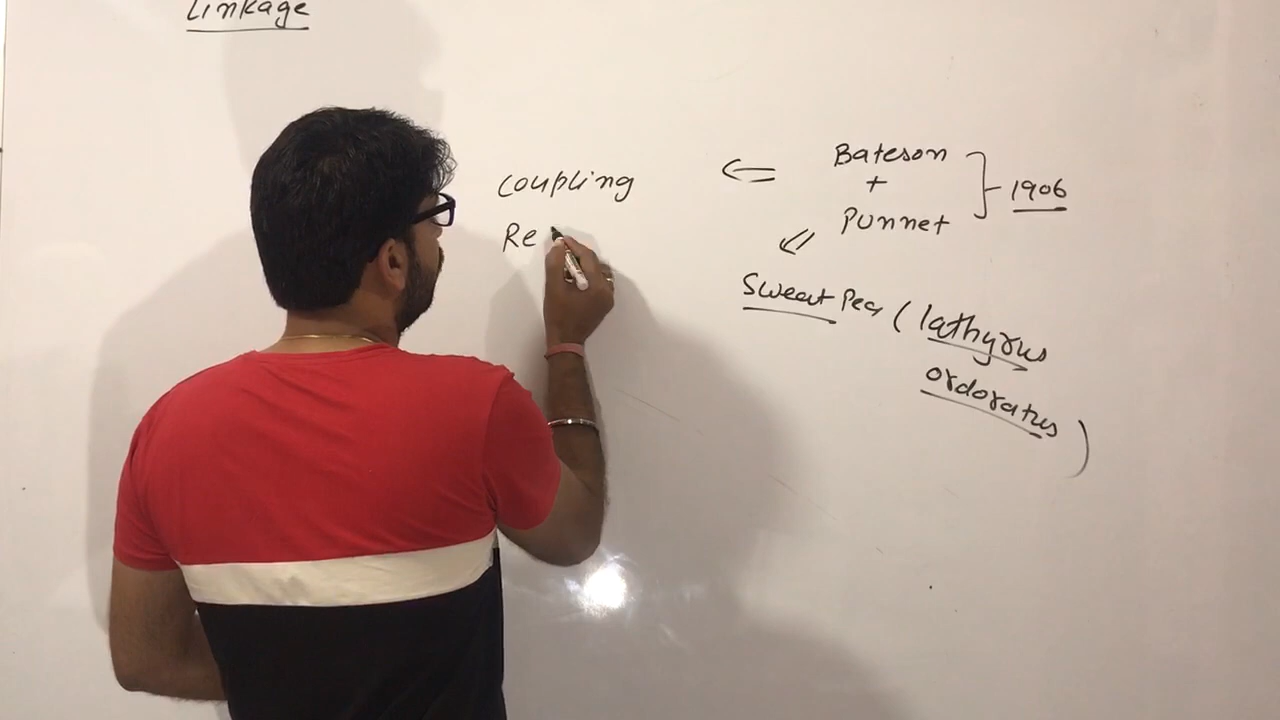 Linkage
Coupling
Re
⇐ Bateson
+
Punnet
1906
Sweet Pea (lathyrus
ordoratus)